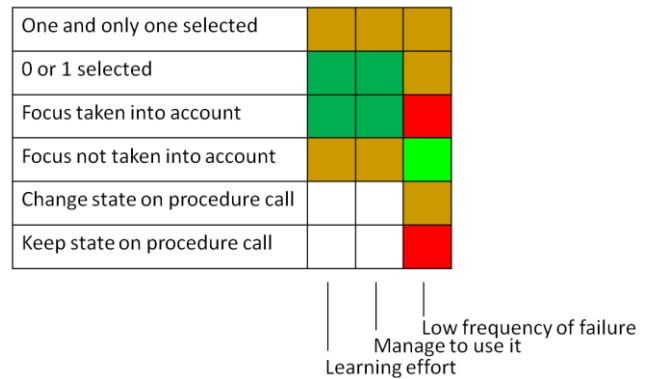 One and only one selected
0 or 1 selected
Focus taken into account
Focus not taken into account
Change state on procedure call
Keep state on procedure call
Low frequency of failure
Manage to use it
Learning effort